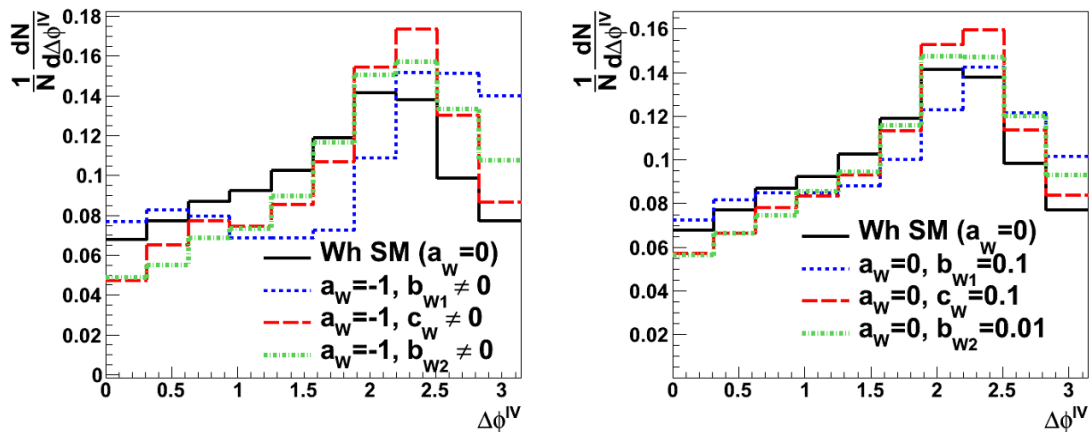 1/N dN/dΔϕ^IV
0.18
0.16
0.14
0.12
0.1
0.08
0.06
0.04
0.02
0
Wh SM (a_W=0)
a_W=-1, b_W1 ≠ 0
a_W=-1, c_W ≠ 0
a_W=-1, b_W2 ≠ 0
0 0.5 1 1.5 2 2.5 3
Δϕ^IV
1/N dN/dΔϕ^IV
0.16
0.14
0.12
0.1
0.08
0.06
0.04
0.02
Wh SM (a_W=0)
a_W=0, b_W1=0.1
a_W=0, c_W=0.1
a_W=0, b_W2=0.01
0 0.5 1 1.5 2 2.5 3
Δϕ^IV